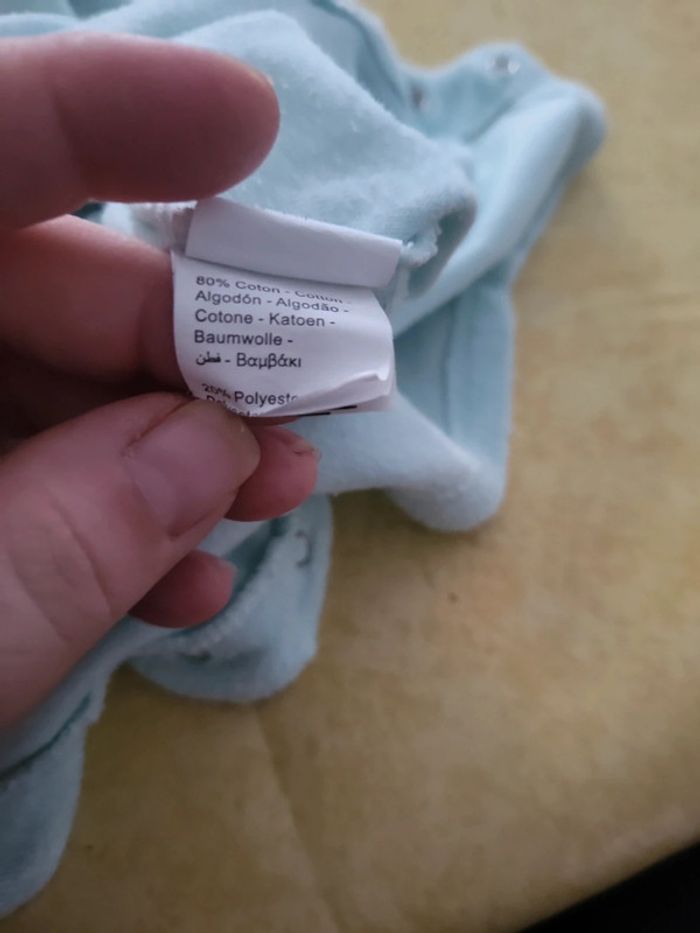 80% Coton - Cotton -
Algodón - Algodão -
Cotone - Katoen -
Baumwolle -
قطن - Βαμβάκι
20% Polyeste